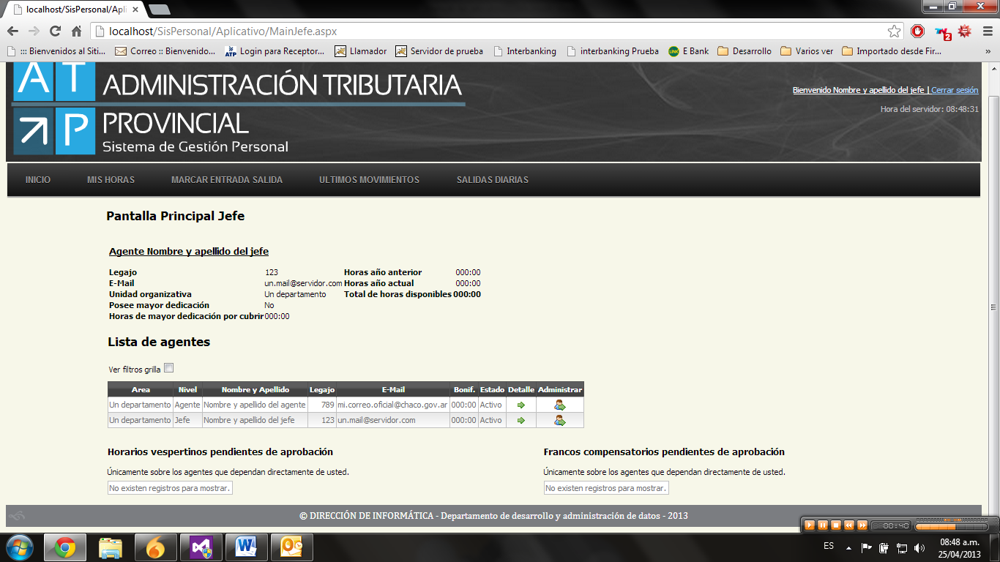 localhost/SisPersonal/Apli
localhost/SisPersonal/Aplicativo/MainJefe.aspx
2
::: Bienvenidos al Siti... Correo :: Bienvenido... ATP Login para Receptor... Llamador Servidor de prueba Interbanking interbanking Prueba LINK E Bank Desarrollo Varios ver Importado desde Fir... »
AT ADMINISTRACIÓN TRIBUTARIA
P PROVINCIAL
Sistema de Gestión Personal
Bienvenido Nombre y apellido del jefe | Cerrar sesión
Hora del servidor: 08:48:31
INICIO MIS HORAS MARCAR ENTRADA SALIDA ULTIMOS MOVIMIENTOS SALIDAS DIARIAS
Pantalla Principal Jefe
Agente Nombre y apellido del jefe
Legajo 123 Horas año anterior 000:00
E-Mail un.mail@servidor.com Horas año actual 000:00
Unidad organizativa Un departamento Total de horas disponibles 000:00
Posee mayor dedicación No
Horas de mayor dedicación por cubrir 000:00
Lista de agentes
Ver filtros grilla
Area Nivel Nombre y Apellido Legajo E-Mail Bonif. Estado Detalle Administrar
Un departamento Agente Nombre y apellido del agente 789 mi.correo.oficial@chaco.gov.ar 000:00 Activo
Un departamento Jefe Nombre y apellido del jefe 123 un.mail@servidor.com 000:00 Activo
Horarios vespertinos pendientes de aprobación
Únicamente sobre los agentes que dependan directamente de usted.
No existen registros para mostrar.
Francos compensatorios pendientes de aprobación
Únicamente sobre los agentes que dependan directamente de usted.
No existen registros para mostrar.
© DIRECCIÓN DE INFORMÁTICA - Departamento de desarrollo y administración de datos - 2013
00:40
ES 08:48 a.m.
25/04/2013